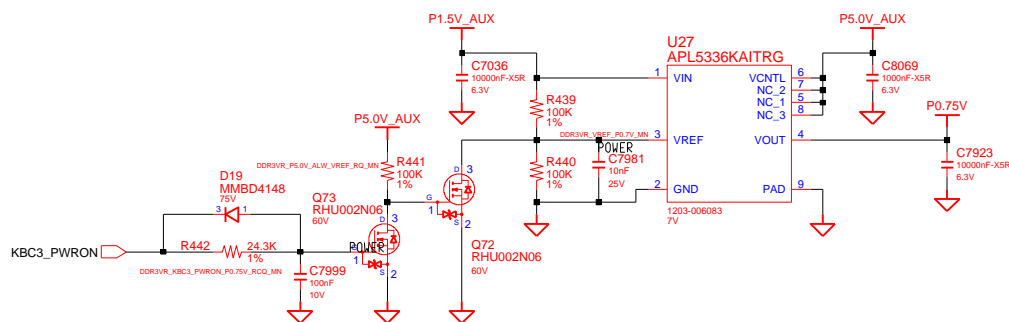 P1.5V_AUX
P5.0V_AUX
U27
APL5336KAITRG
C7036
10000nF-X5R
6.3V
1
VIN
VCNTL
6
NC_2
7
NC_1
5
NC_3
8
C8069
1000nF-X5R
6.3V
R439
100K
1%
P5.0V_AUX
P0.75V
DDR3VR_VREF_P0.7V_MN
3
VREF
VOUT
4
POWER
DDR3VR_P5.0V_ALW_VREF_RQ_MN
R441
100K
1%
D
3
G
1
S
2
R440
100K
1%
C7981
10nF
25V
C7923
10000nF-X5R
6.3V
D19
MMBD4148
75V
3
1
2
GND
PAD
9
Q73
RHU002N06
60V
1203-006083
7V
D
3
POWER
1
S
2
KBC3_PWRON
R442
24.3K
1%
Q72
RHU002N06
60V
DDR3VR_KBC3_PWRON_P0.75V_RCQ_MN
C7999
100nF
10V